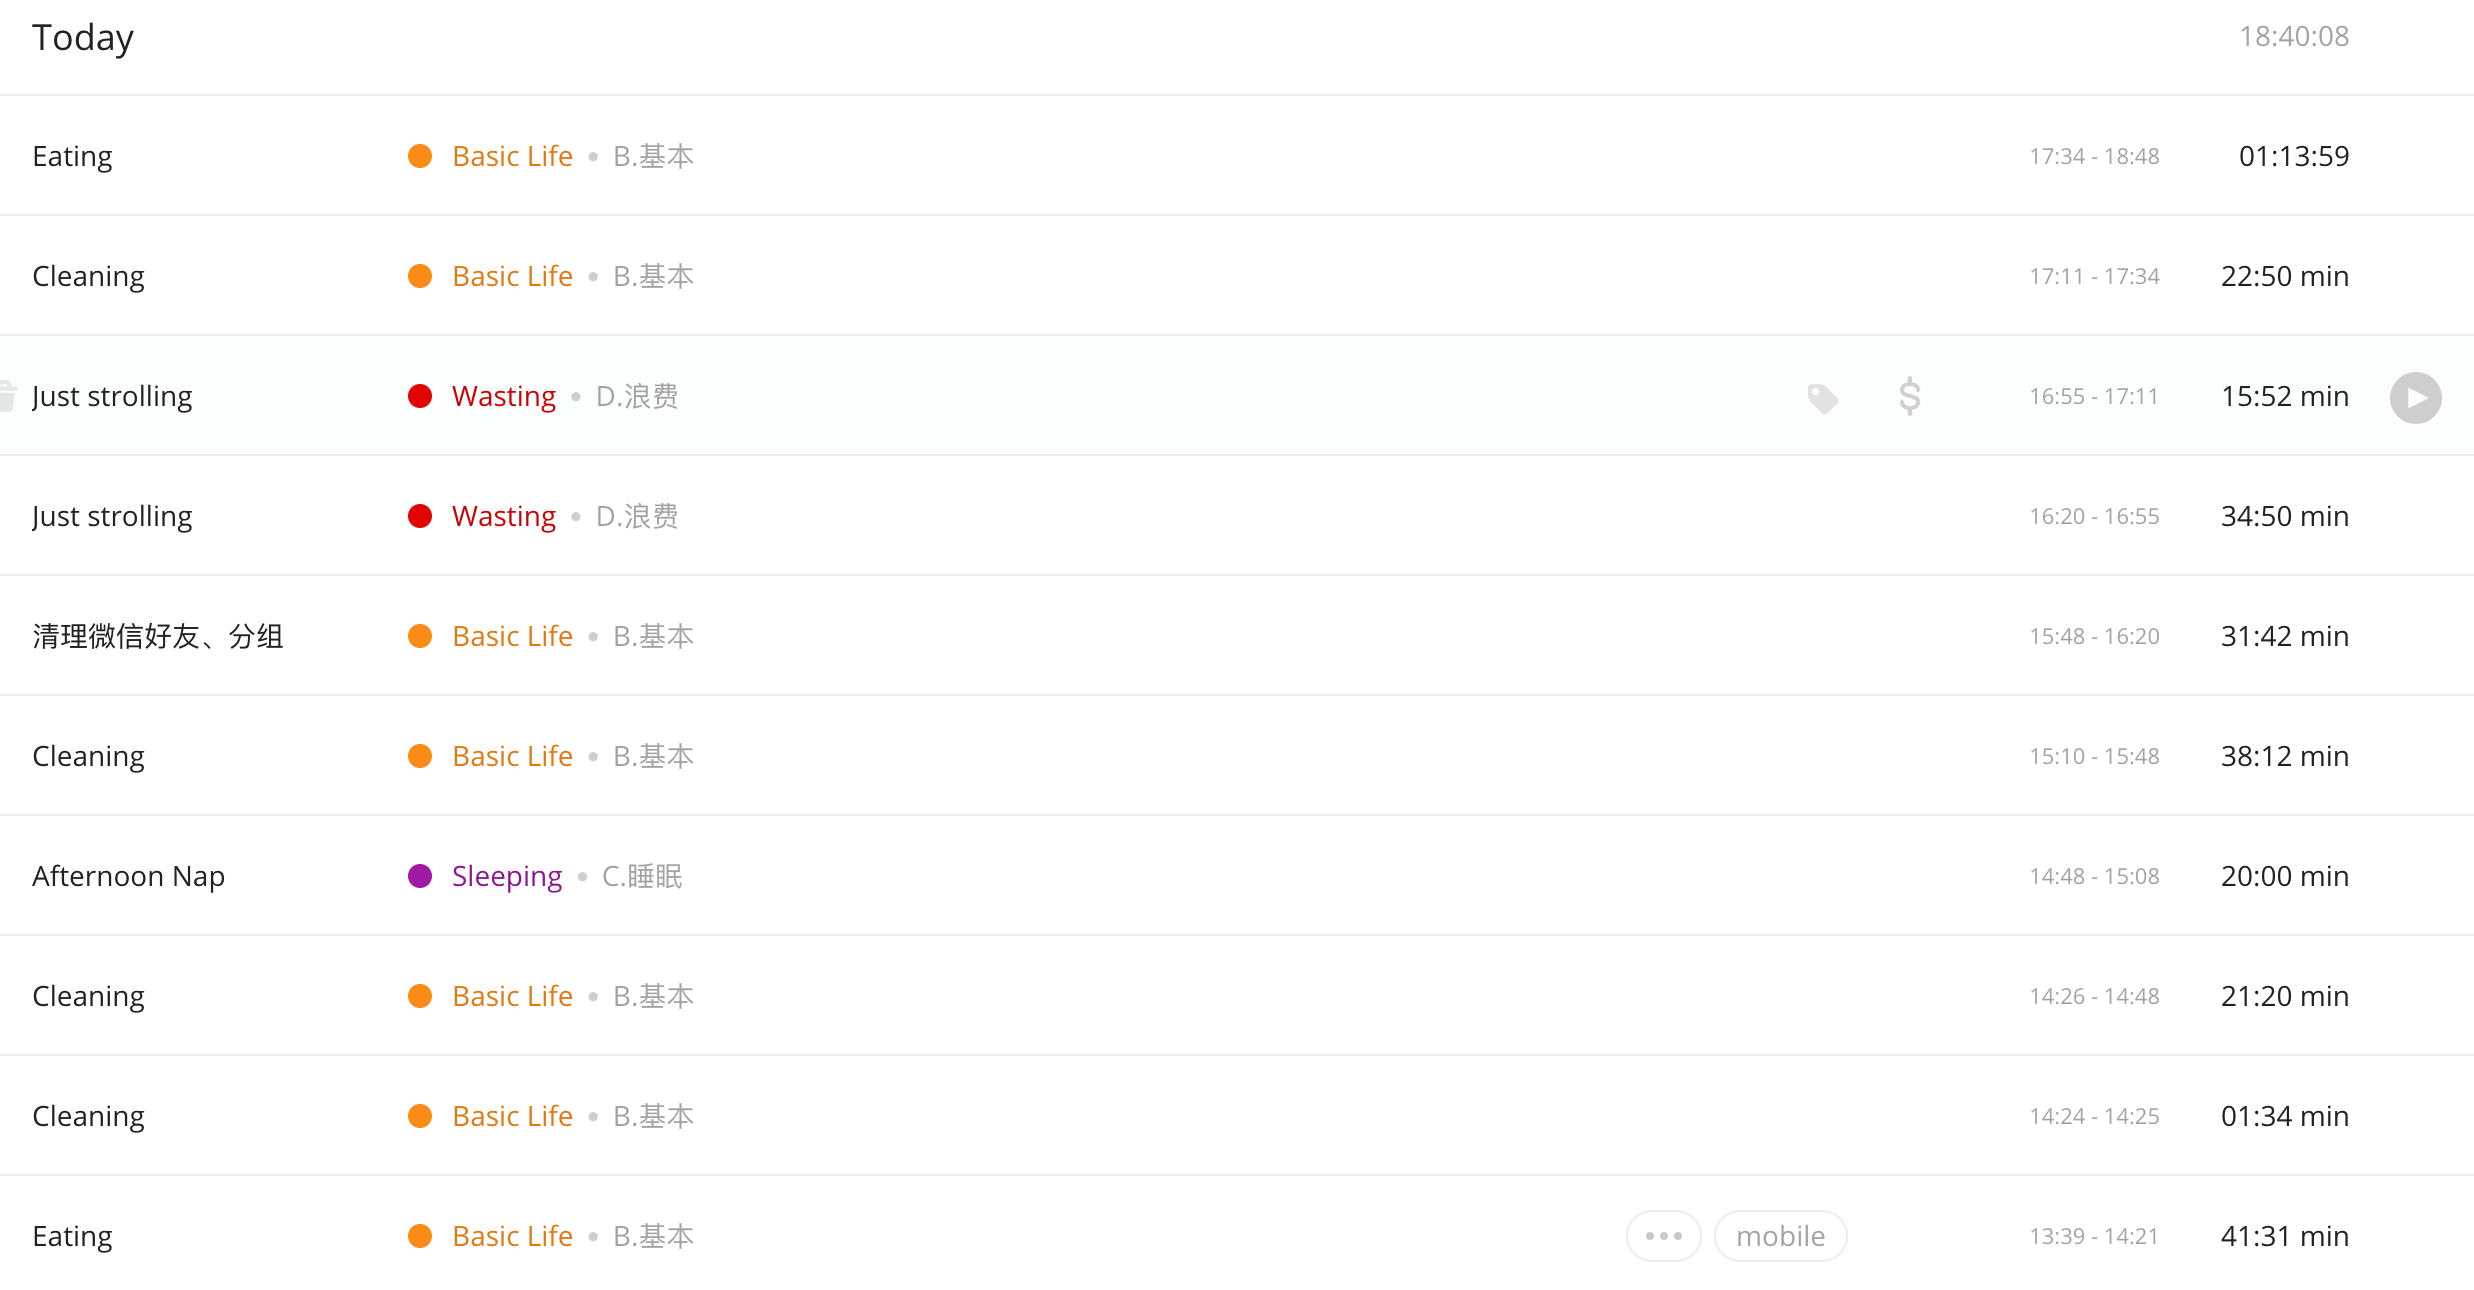 Today 18:40:08
Eating Basic Life • B.基本 17:34 - 18:48 01:13:59
Cleaning Basic Life • B.基本 17:11 - 17:34 22:50 min
Just strolling Wasting • D.浪费 $ 16:55 - 17:11 15:52 min
Just strolling Wasting • D.浪费 16:20 - 16:55 34:50 min
清理微信好友、分组 Basic Life • B.基本 15:48 - 16:20 31:42 min
Cleaning Basic Life • B.基本 15:10 - 15:48 38:12 min
Afternoon Nap Sleeping • C.睡眠 14:48 - 15:08 20:00 min
Cleaning Basic Life • B.基本 14:26 - 14:48 21:20 min
Cleaning Basic Life • B.基本 14:24 - 14:25 01:34 min
Eating Basic Life • B.基本 ••• mobile 13:39 - 14:21 41:31 min